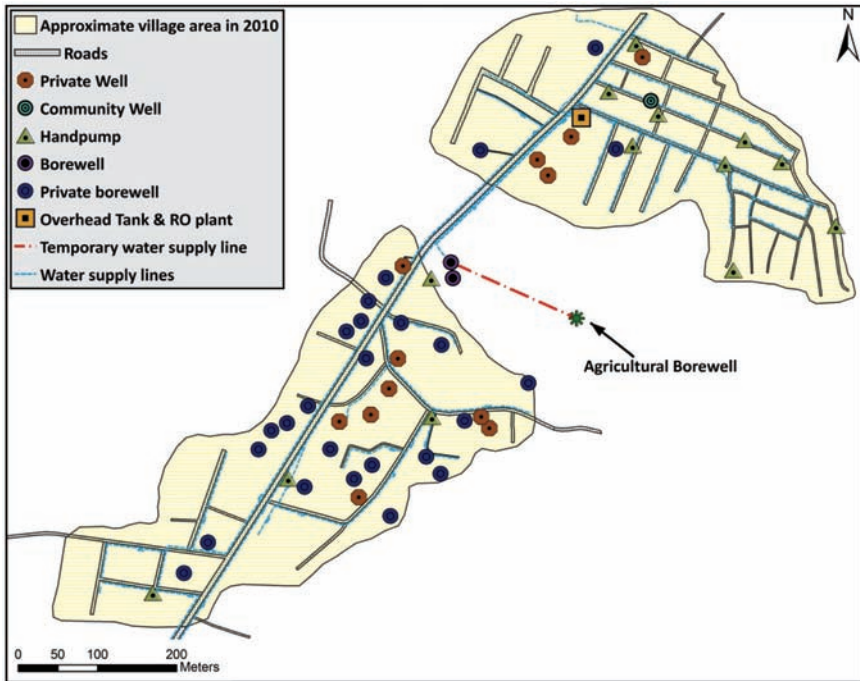 Approximate village area in 2010
Roads
Private Well
Community Well
Handpump
Borewell
Private borewell
Overhead Tank & RO plant
Temporary water supply line
Water supply lines
N
Agricultural Borewell
0 50 100 200
Meters